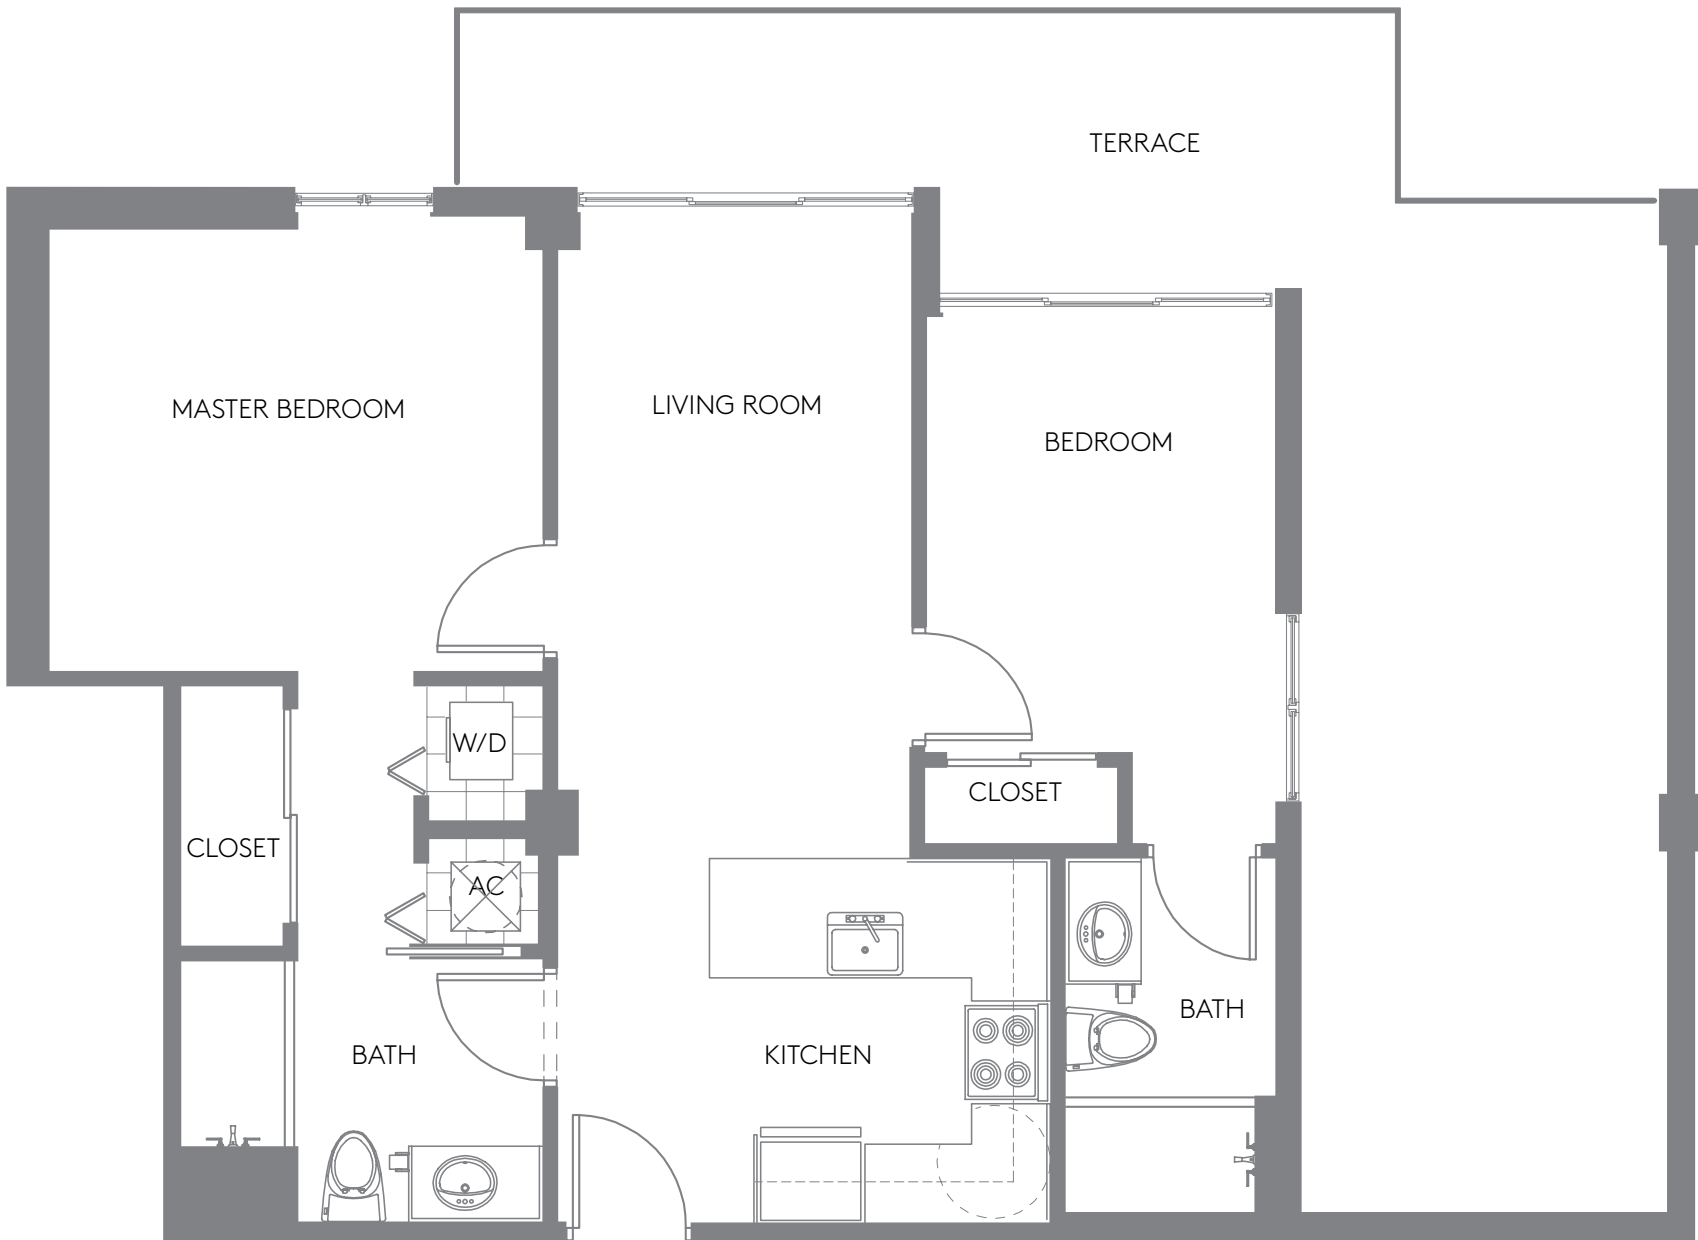 TERRACE
MASTER BEDROOM
LIVING ROOM
BEDROOM
W/D
CLOSET
CLOSET
AC
BATH
BATH
KITCHEN